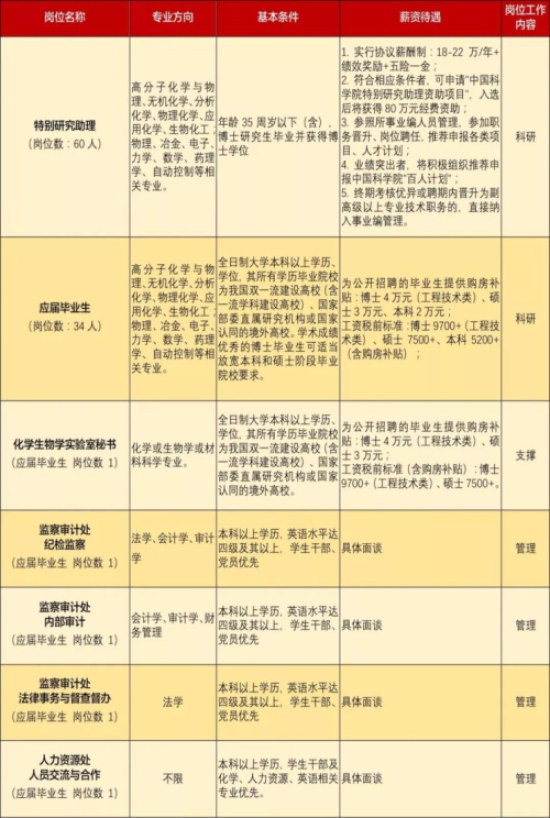 岗位名称
专业方向
基本条件
薪资待遇
岗位工作
内容
特别研究助理
（岗位数：60 人）
高分子化学与物
理、无机化学、分析
化学、物理化学、应
用化学、生物化工、
物理、冶金、电子、
力学、数学、药理
学、自动控制等相
关专业。
年龄 35 周岁以下（含），
博士研究生毕业并获得博
士学位
1. 实行协议薪酬制：18-22 万/年+
绩效奖励+五险一金；
2. 符合相应条件者，可申请“中国科
学院特别研究助理资助项目”，入选
后将获得 80 万元经费资助；
3. 参照所事业编人员管理，参加职
务晋升、岗位聘任，推荐申报各类项
目、人才计划；
4. 业绩突出者，将积极组织推荐申
报中国科学院“百人计划”；
5. 终期考核优异或聘期内晋升为副
高级以上专业技术职务的，直接纳
入事业编管理。
科研
应届毕业生
（岗位数：34 人）
高分子化学与物
理、无机化学、分析
化学、物理化学、应
用化学、生物化工、
物理、冶金、电子、
力学、数学、药理
学、自动控制等相
关专业。
全日制大学本科以上学历、
学位，其所有学历毕业院校
为我国双一流建设高校（含
一流学科建设高校）、国家
部委直属研究机构或国家
认同的境外高校。学术成绩
优秀的博士毕业生可适当
放宽本科和硕士阶段毕业
院校要求。
为公开招聘的毕业生提供购房补
贴：博士 4 万元（工程技术类）、硕
士 3 万元、本科 2 万元；
工资税前标准：博士 9700+（工程技
术类）、硕士 7500+、本科 5200+
（含购房补贴）；
科研
化学生物学实验室秘书
（应届毕业生 岗位数 1）
化学或生物学或材
料科学专业。
全日制大学本科以上学历、
学位，其所有学历毕业院校
为我国双一流建设高校（含
一流学科建设高校）、国家
部委直属研究机构或国家
认同的境外高校。
为公开招聘的毕业生提供购房补
贴：博士 4 万元（工程技术类）、硕
士 3 万元；
工资税前标准（含购房补贴）：博士
9700+（工程技术类）、硕士 7500+。
支撑
监察审计处
纪检监察
（应届毕业生 岗位数 1）
法学、会计学、审计
学
本科以上学历，英语水平达
四级及其以上，学生干部、
党员优先
具体面谈
管理
监察审计处
内部审计
（应届毕业生 岗位数 1）
会计学、审计学、财
务管理
本科以上学历，英语水平达
四级及其以上，学生干部、
党员优先
具体面谈
管理
监察审计处
法律事务与督查督办
（应届毕业生 岗位数 1）
法学
本科以上学历，英语水平达
四级及其以上，学生干部、
党员优先
具体面谈
管理
人力资源处
人员交流与合作
（应届毕业生 岗位数 1）
不限
本科以上学历，学生干部及
化学、人力资源、英语相关
专业优先。
具体面谈
管理